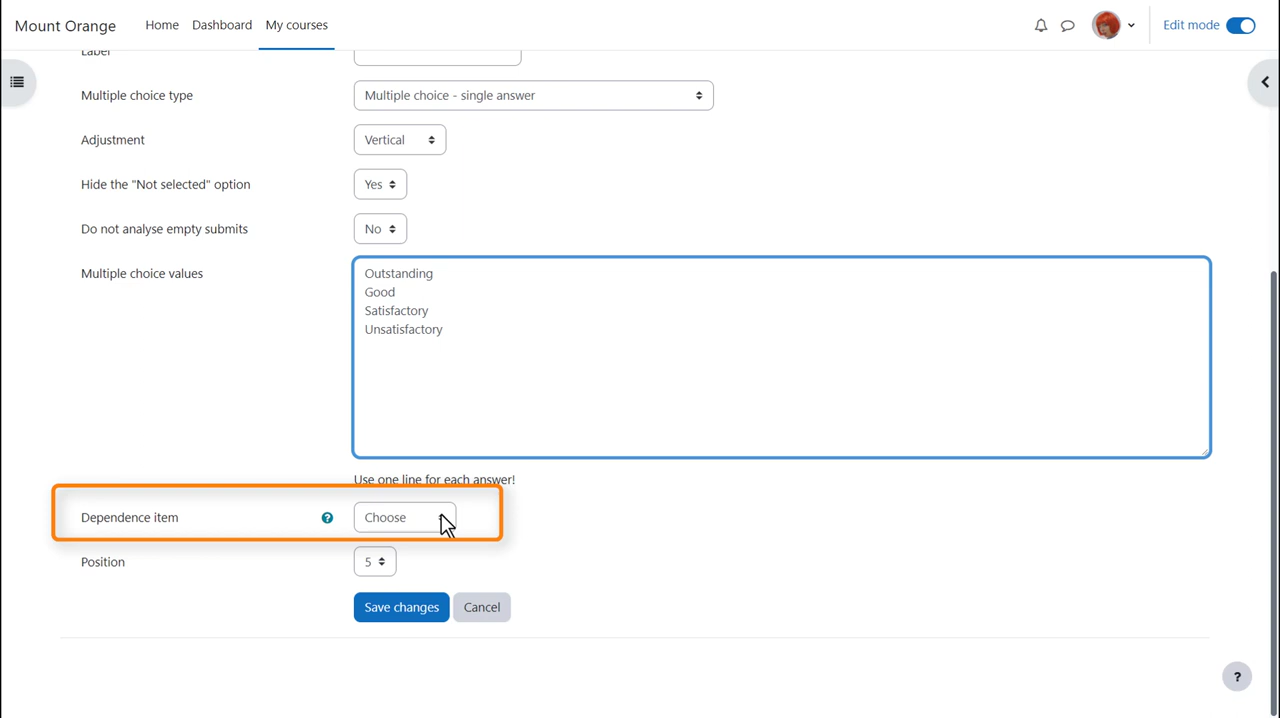 Mount Orange
Home
Dashboard
My courses
Edit mode
Label
Multiple choice type
Multiple choice - single answer
Adjustment
Vertical
Hide the "Not selected" option
Yes
Do not analyse empty submits
No
Multiple choice values
Outstanding
Good
Satisfactory
Unsatisfactory
Use one line for each answer!
Dependence item
?
Choose
Position
5
Save changes
Cancel
?